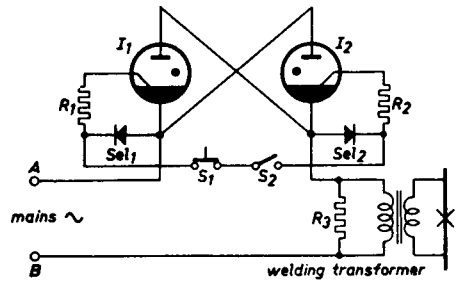 I1 I2
R1 R2
Sel1 S1 S2 Sel2
A
mains ~ R3
B
welding transformer